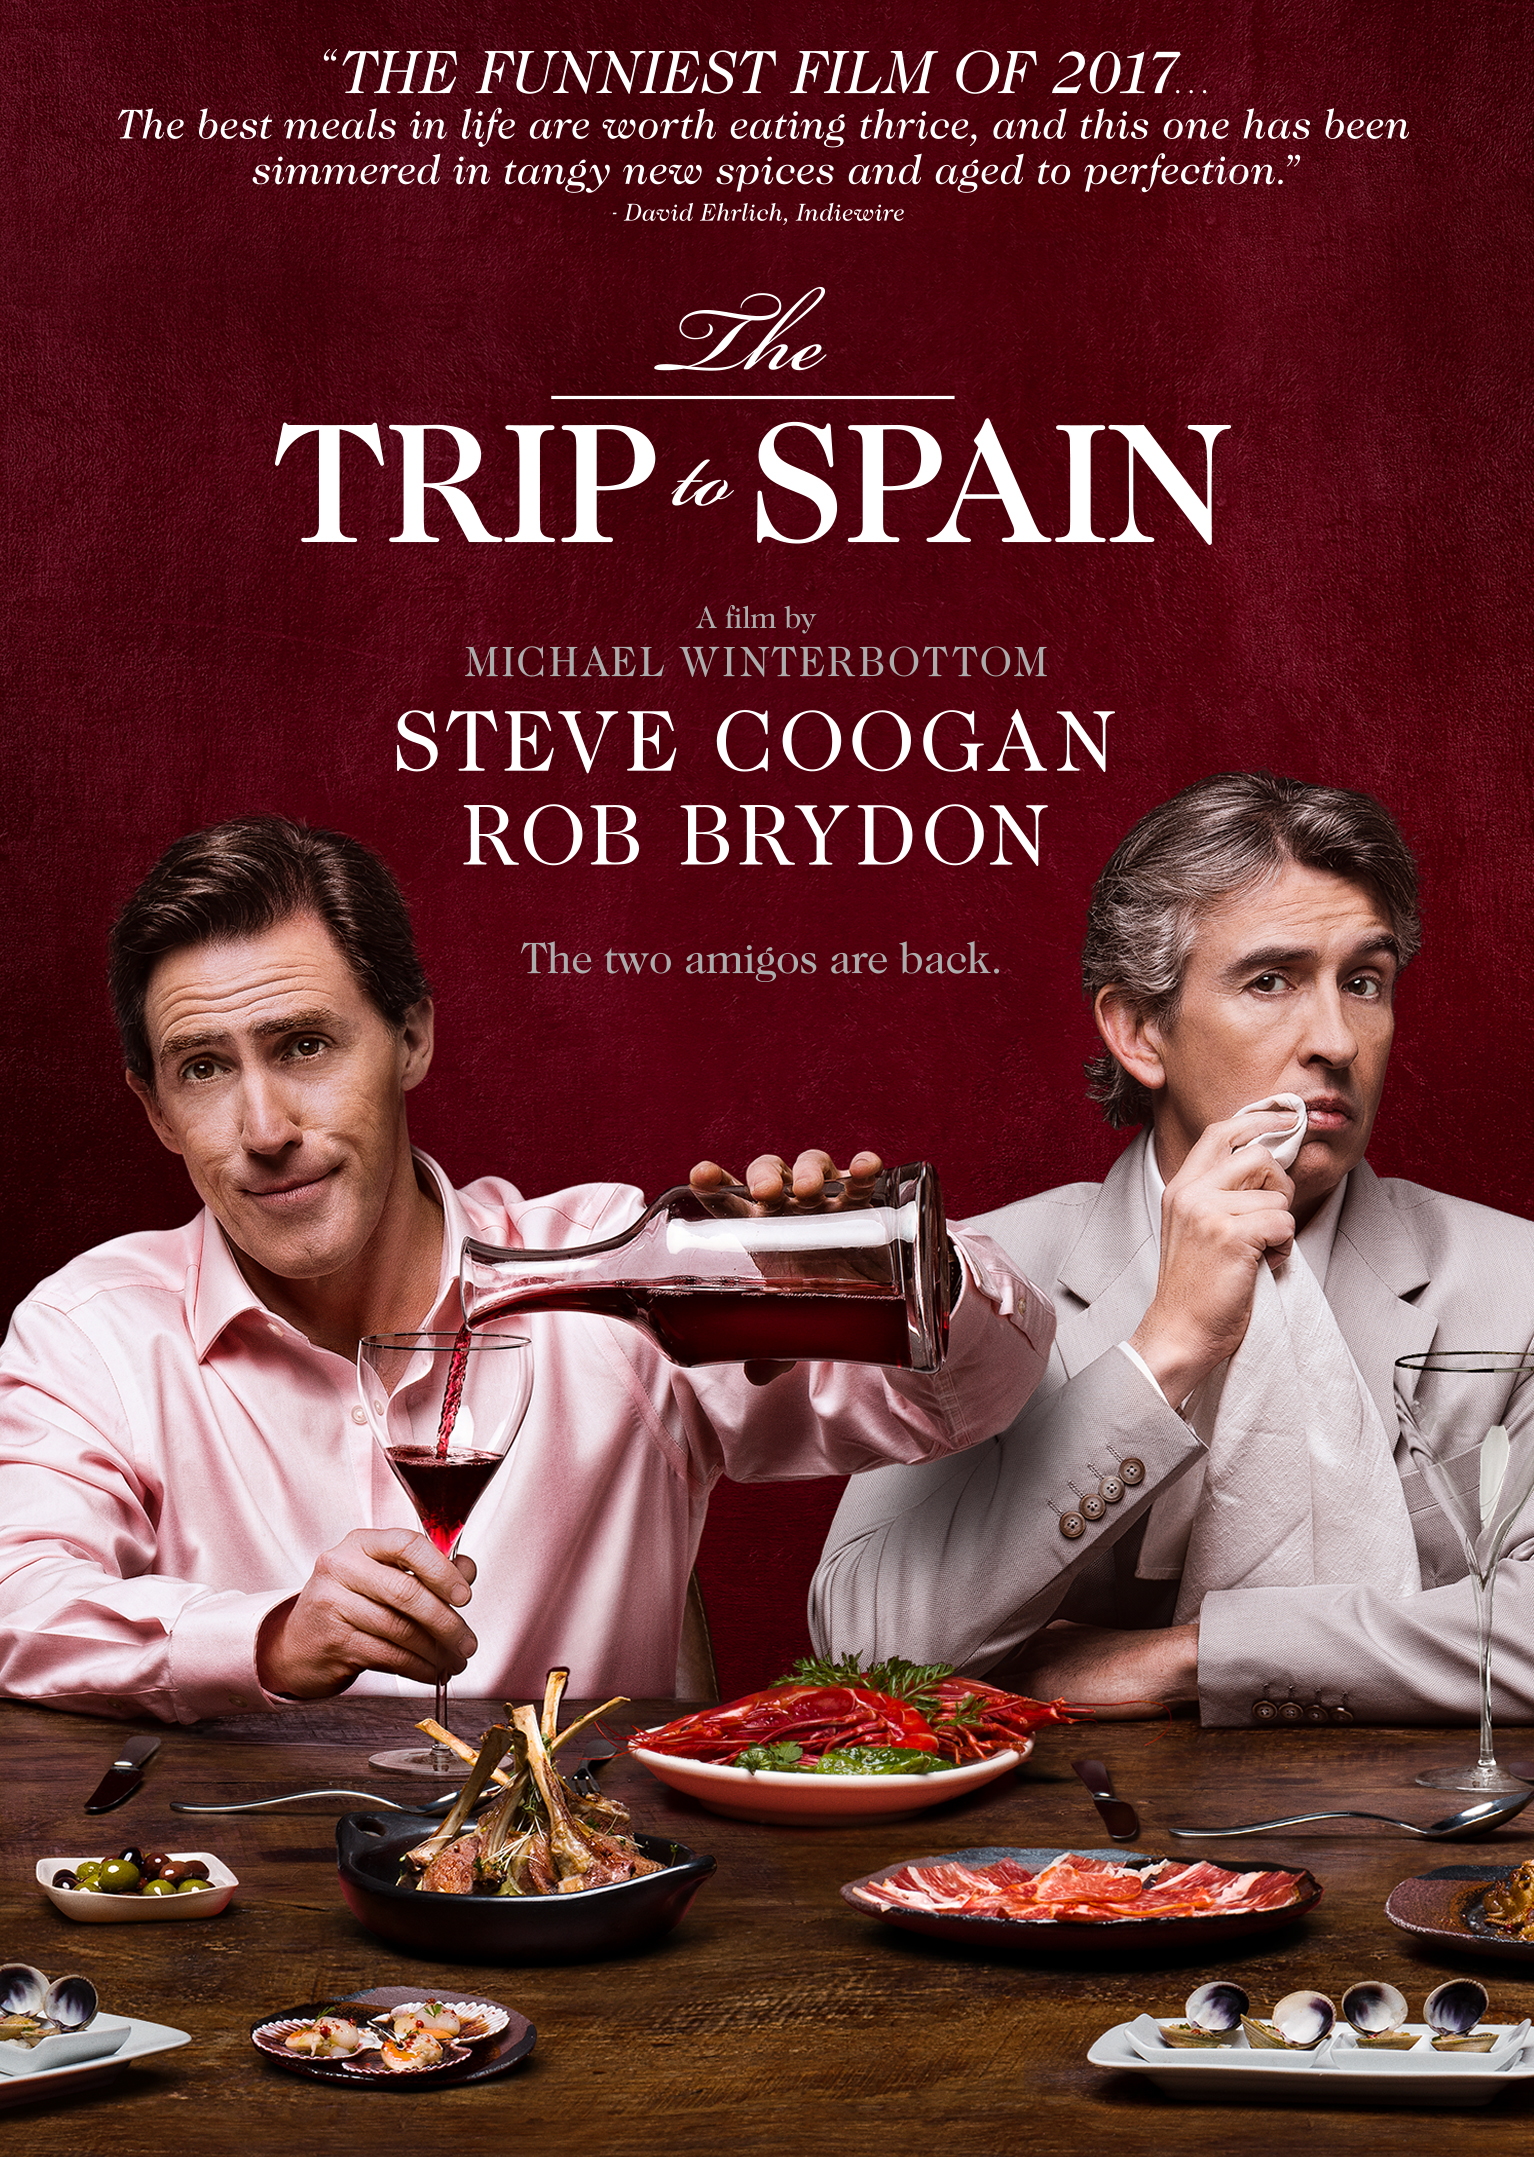 “THE FUNNIEST FILM OF 2017...
The best meals in life are worth eating thrice, and this one has been
simmered in tangy new spices and aged to perfection.”
- David Ehrlich, Indiewire
The
TRIP to SPAIN
A film by
MICHAEL WINTERBOTTOM
STEVE COOGAN
ROB BRYDON
The two amigos are back.